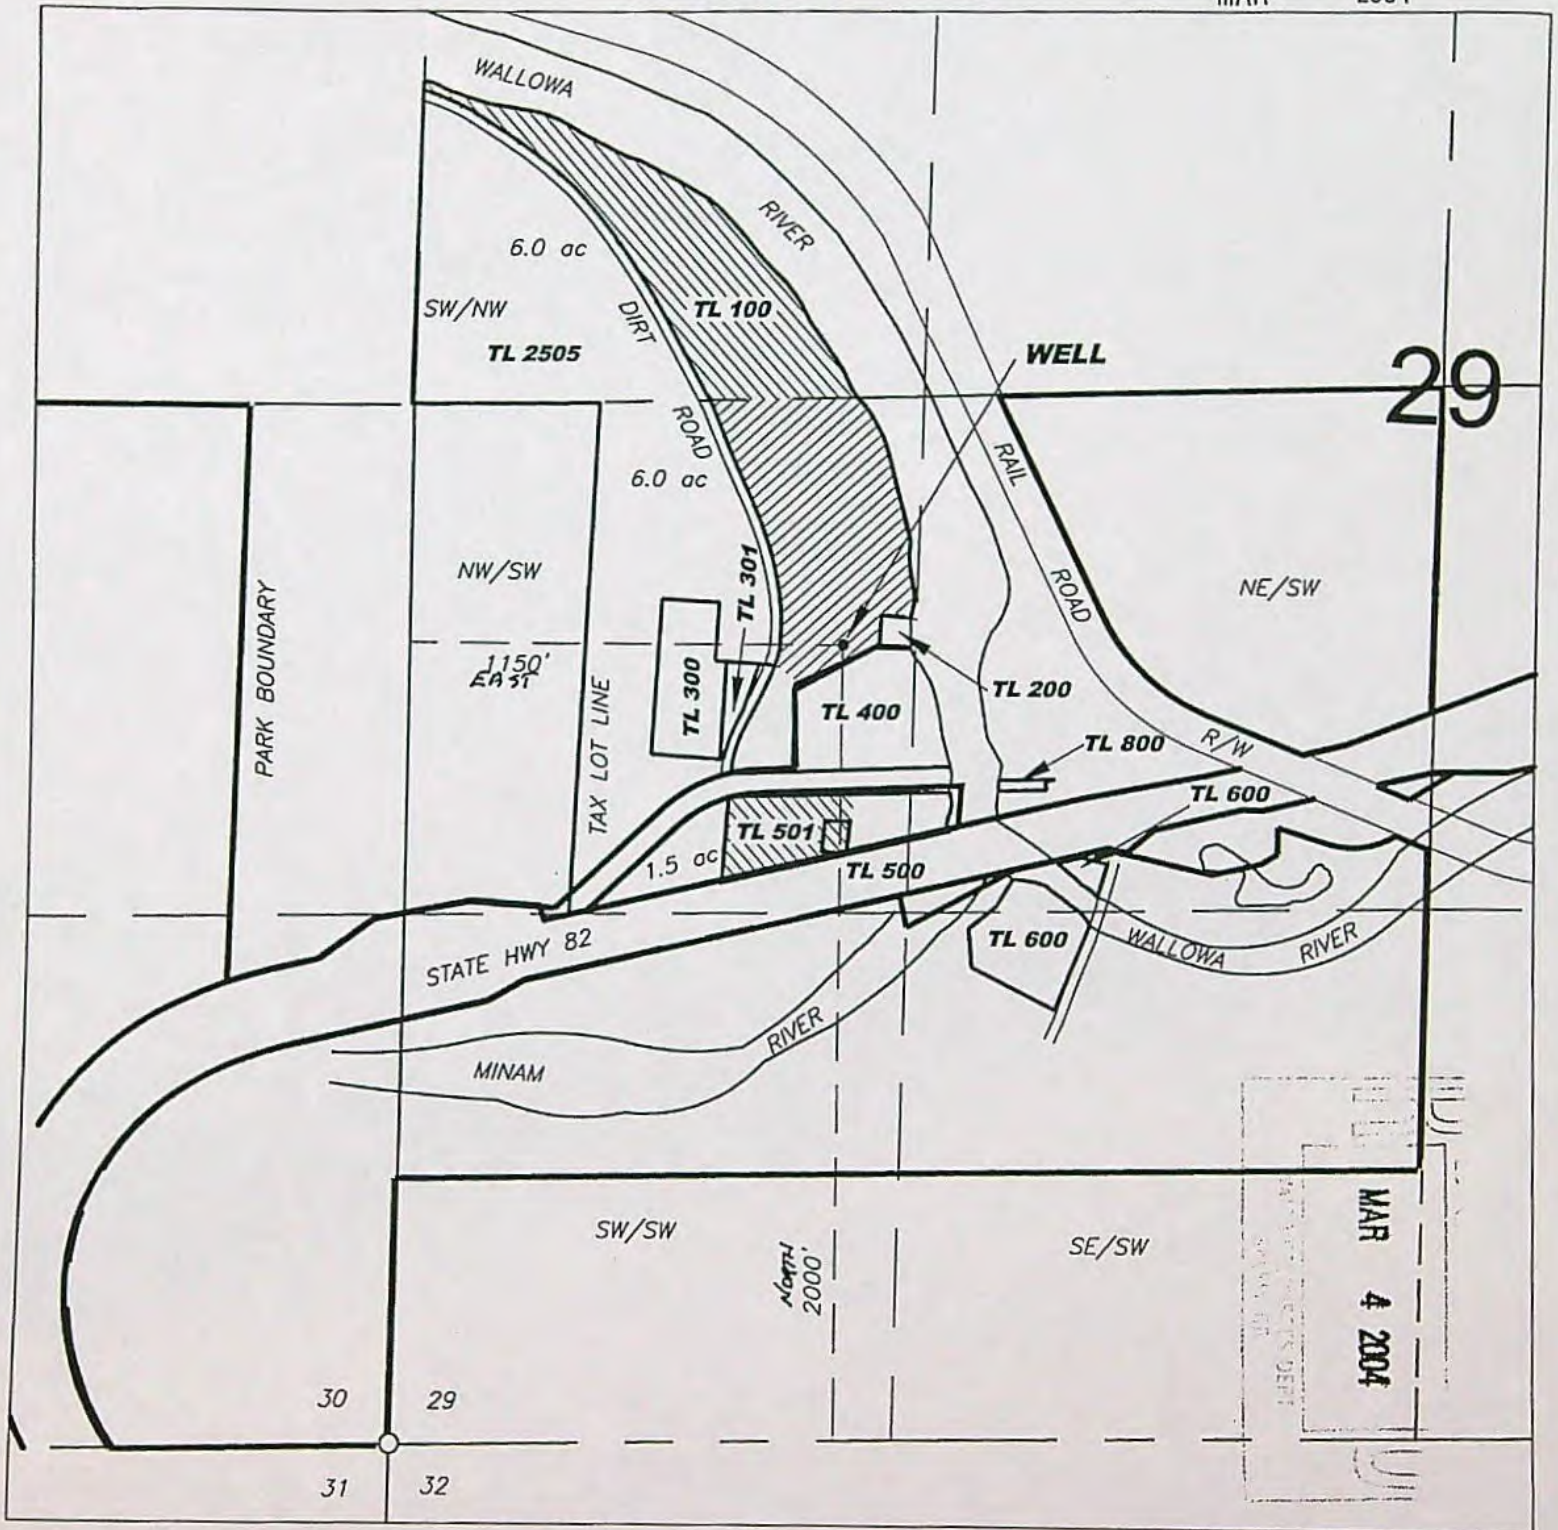 WALLOWA
RIVER
6.0 ac
SW/NW
DIRT
TL 100
TL 2505
WELL
29
ROAD
RAIL
6.0 ac
NW/SW
TL 301
ROAD
NE/SW
PARK BOUNDARY
1150'
EAST
TAX LOT LINE
TL 300
TL 200
TL 400
TL 800
R/W
TL 600
TL 501
1.5 ac
TL 500
STATE HWY 82
TL 600
WALLOWA
RIVER
RIVER
MINAM
MAR 4 2004
SW/SW
SE/SW
NORTH
2000'
30
29
31
32